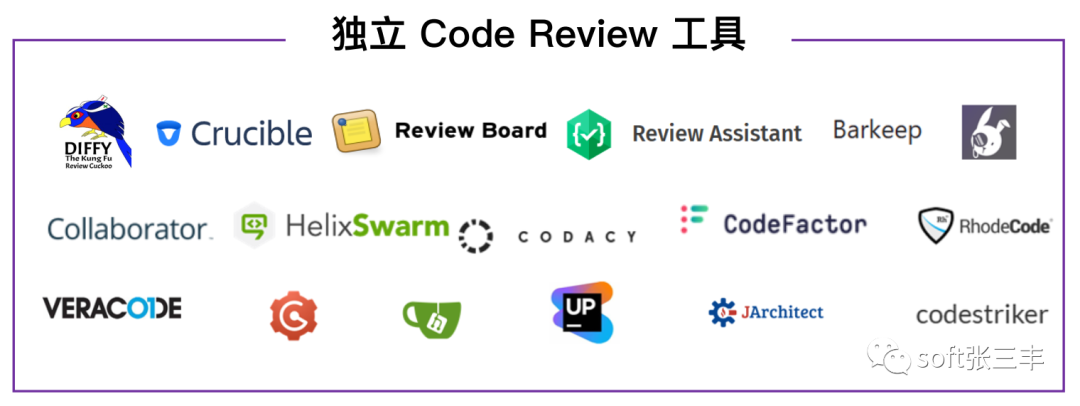 独立 Code Review 工具
DIFFY
The Kung Fu
Review Cuckoo
Crucible
Review Board
Review Assistant
Barkeep
Collaborator
HelixSwarm
CODACY
CodeFactor
RhodeCode
VERACODE
UP
JArchitect
codestriker
soft张三丰